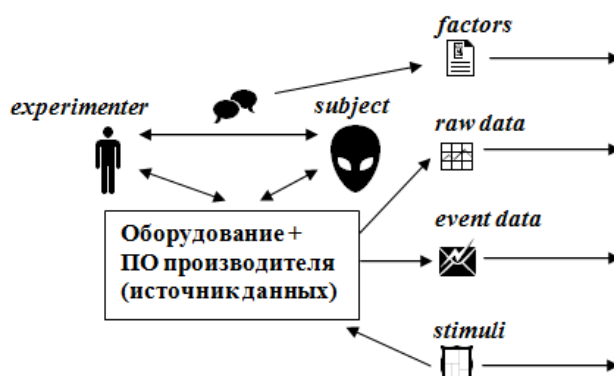 factors
experimenter
subject
raw data
Оборудование +
ПО производителя
(источник данных)
event data
stimuli